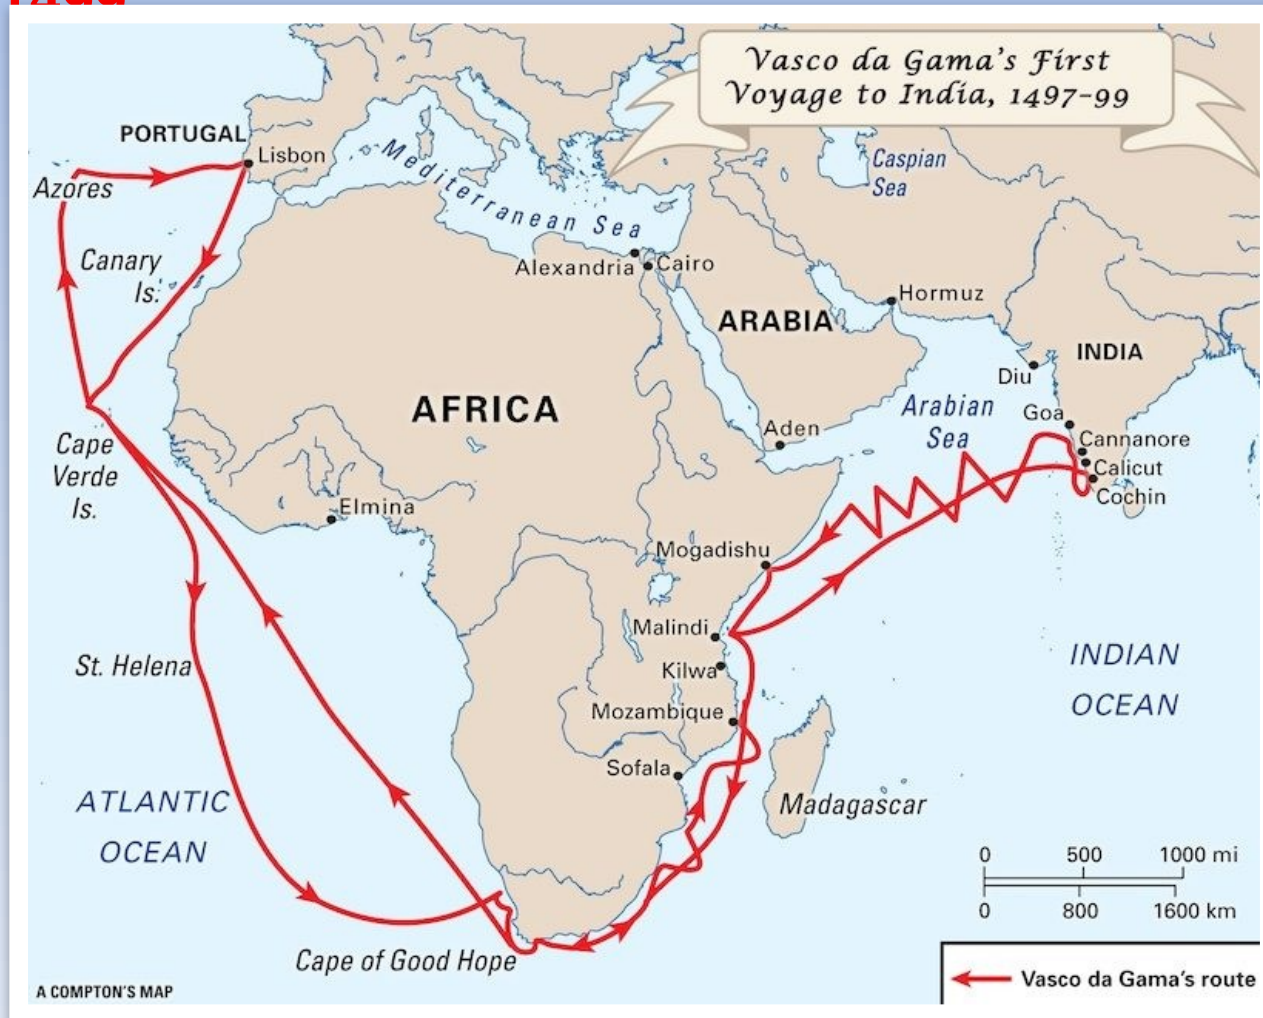 Vasco da Gama's First
Voyage to India, 1497-99
PORTUGAL
Lisbon
Azores
Mediterranean Sea
Caspian
Sea
Canary
Is.
Alexandria
Cairo
Hormuz
ARABIA
INDIA
Diu
AFRICA
Arabian
Sea
Goa
Aden
Cannanore
Calicut
Cochin
Cape
Verde
Is.
Elmina
Mogadishu
Malindi
Kilwa
St. Helena
INDIAN
OCEAN
Mozambique
Sofala
Madagascar
ATLANTIC
OCEAN
0 500 1000 mi
0 800 1600 km
Cape of Good Hope
Vasco da Gama's route
A COMPTON'S MAP